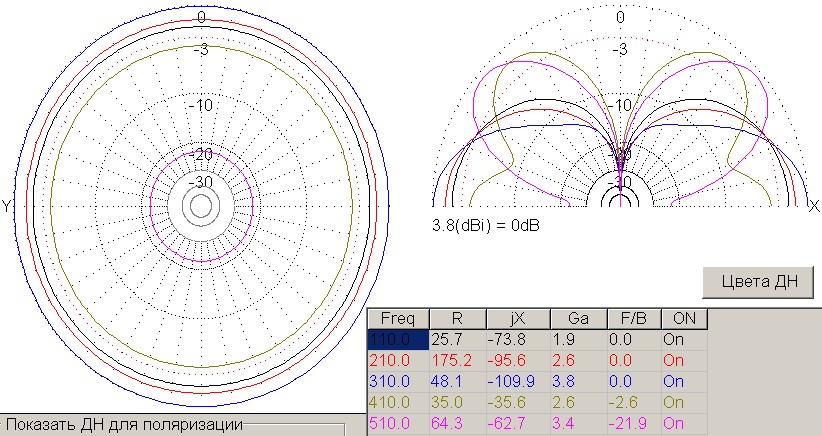 0
-3
-10
-20
-30
Y
0
-3
-10
-20
-30
X
3.8(dBi) = 0dB
Цвета ДН
Freq R jX Ga F/B ON
110.0 25.7 -73.8 1.9 0.0 On
210.0 175.2 -95.6 2.6 0.0 On
310.0 48.1 -109.9 3.8 0.0 On
410.0 35.0 -35.6 2.6 -2.6 On
510.0 64.3 -62.7 3.4 -21.9 On
Показать ДН для поляризации